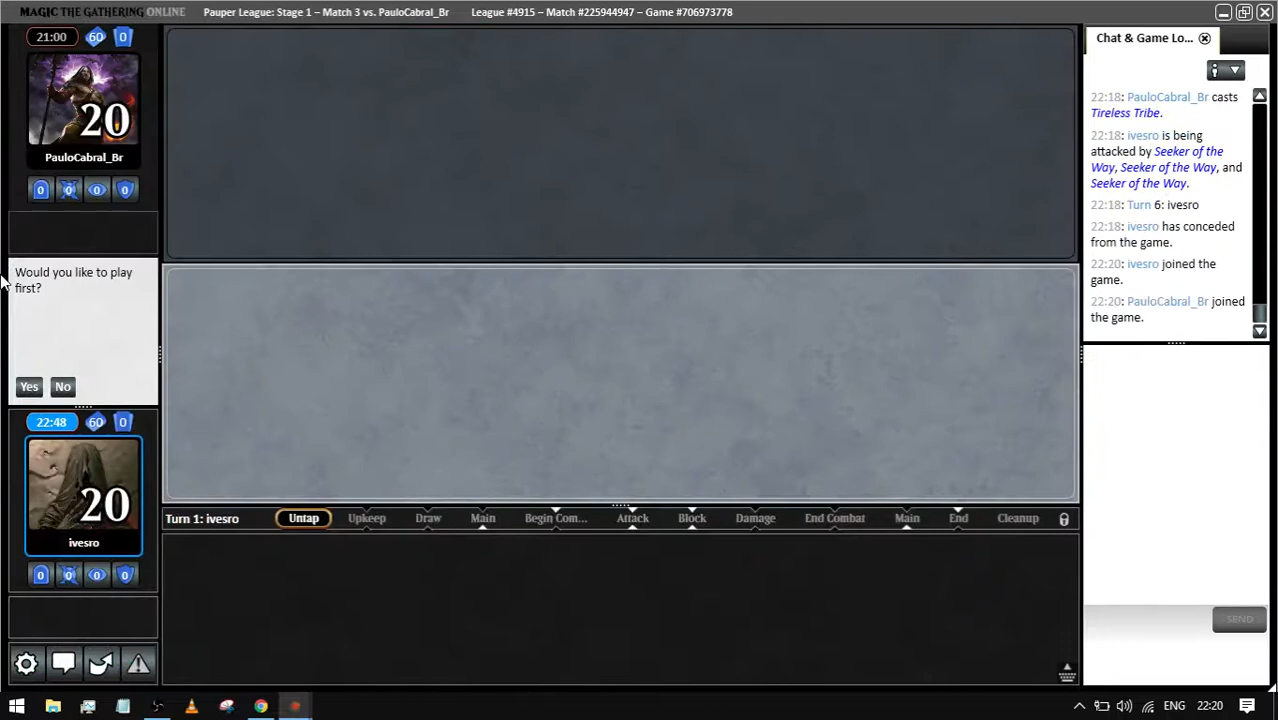 MAGIC THE GATHERING ONLINE Pauper League: Stage 1 – Match 3 vs. PauloCabral_Br League #4915 – Match #225944947 – Game #706973778
21:00 60 0
20
PauloCabral_Br
0 0 0 0
Would you like to play
first?
Yes No
22:48 60 0
20
ivesro
0 0 0 0
Turn 1: ivesro Untap Upkeep Draw Main Begin Com... Attack Block Damage End Combat Main End Cleanup
Chat & Game Lo...
22:18: PauloCabral_Br casts
Tireless Tribe.
22:18: ivesro is being
attacked by Seeker of the
Way, Seeker of the Way, and
Seeker of the Way.
22:18: Turn 6: ivesro
22:18: ivesro has conceded
from the game.
22:20: ivesro joined the
game.
22:20: PauloCabral_Br joined
the game.
SEND
ENG 22:20